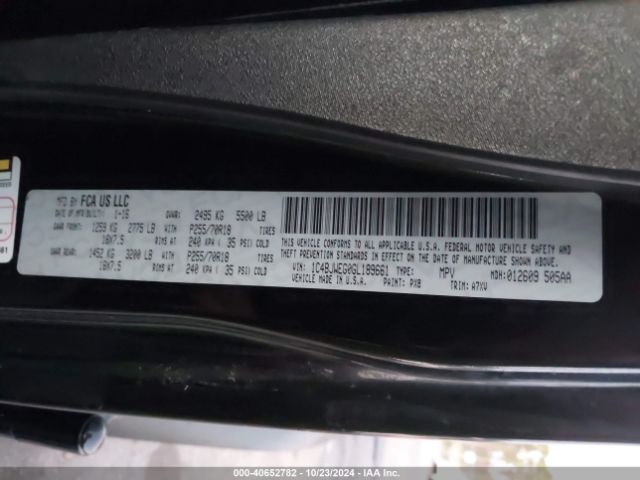 MFD BY FCA US LLC
DATE OF MFR(BUILT): 1-16 GVWR: 2495 KG 5500 LB
GAWR FRONT: 1259 KG 2775 LB WITH P255/70R18 TIRES
18X7.5 RIMS AT 240 KPA ( 35 PSI) COLD
GAWR REAR: 1452 KG 3200 LB WITH P255/70R18 TIRES
18X7.5 RIMS AT 240 KPA ( 35 PSI) COLD
THIS VEHICLE CONFORMS TO ALL APPLICABLE U.S.A. FEDERAL MOTOR VEHICLE SAFETY AND
THEFT PREVENTION STANDARDS IN EFFECT ON THE DATE OF MANUFACTURE SHOWN ABOVE.
VIN: 1C4BJWEG0GL189661 TYPE: MPV MDH: 012609 505AA
VEHICLE MADE IN U.S.A. PAINT: PX8 TRIM: A7XV
000-40652782 - 10/23/2024 - IAA Inc.